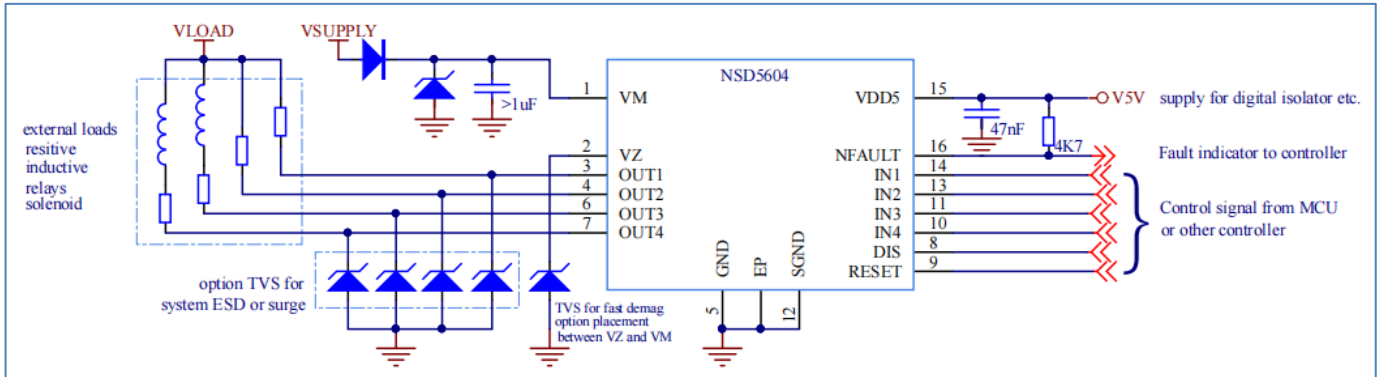 VLOAD
VSUPPLY
>1uF
NSD5604
1
VM
2
VZ
3
OUT1
4
OUT2
6
OUT3
7
OUT4
VDD5
15
NFAULT
16
IN1
14
IN2
13
IN3
11
IN4
10
DIS
8
RESET
9
GND
EP
SGND
5
12
47nF
4K7
V5V
supply for digital isolator etc.
Fault indicator to controller
Control signal from MCU
or other controller
external loads
resitive
inductive
relays
solenoid
option TVS for
system ESD or surge
TVS for fast demag
option placement
between VZ and VM